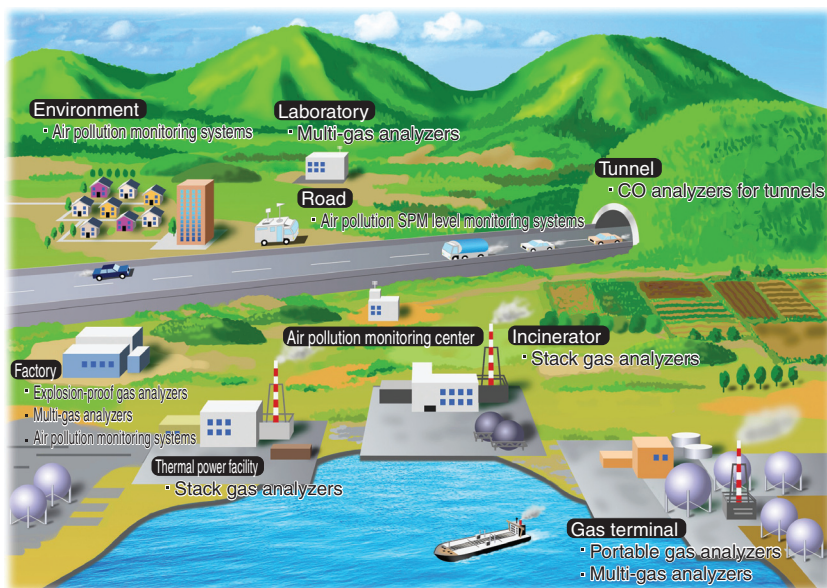 Environment
· Air pollution monitoring systems
Laboratory
· Multi-gas analyzers
Tunnel
· CO analyzers for tunnels
Road
· Air pollution SPM level monitoring systems
Air pollution monitoring center
Incinerator
· Stack gas analyzers
Factory
· Explosion-proof gas analyzers
· Multi-gas analyzers
· Air pollution monitoring systems
Thermal power facility
· Stack gas analyzers
Gas terminal
· Portable gas analyzers
· Multi-gas analyzers